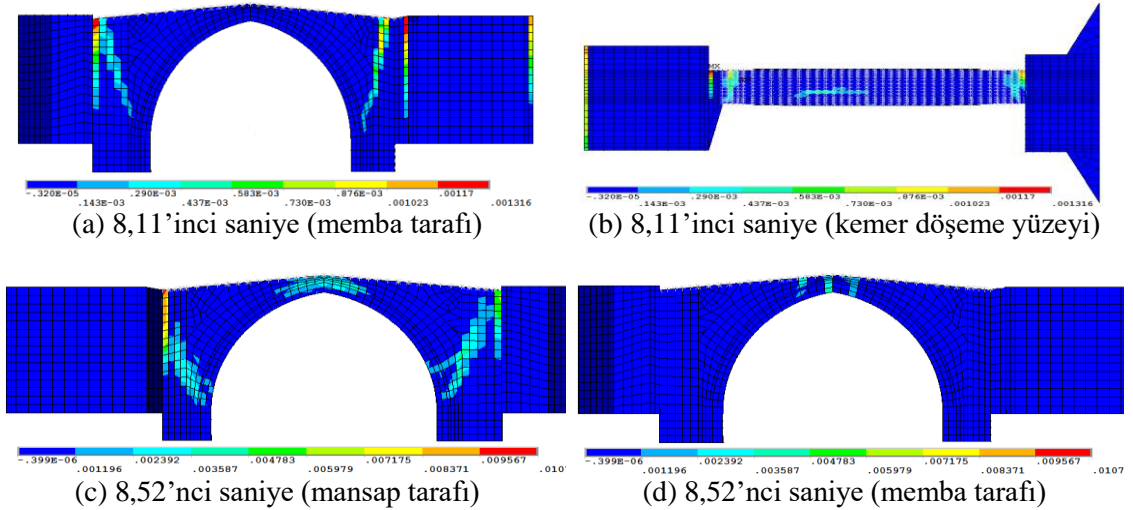 -.320E-05 .290E-03 .583E-03 .876E-03 .00117
.143E-03 .437E-03 .730E-03 .001023 .001316
(a) 8,11’inci saniye (memba tarafı)
MX
-.320E-05 .290E-03 .583E-03 .876E-03 .00117
.143E-03 .437E-03 .730E-03 .001023 .001316
(b) 8,11’inci saniye (kemer döşeme yüzeyi)
-.399E-06 .002392 .004783 .007175 .009567
.001196 .003587 .005979 .008371 .0107
(c) 8,52’nci saniye (mansap tarafı)
-.399E-06 .002392 .004783 .007175 .009567
.001196 .003587 .005979 .008371 .0107
(d) 8,52’nci saniye (memba tarafı)